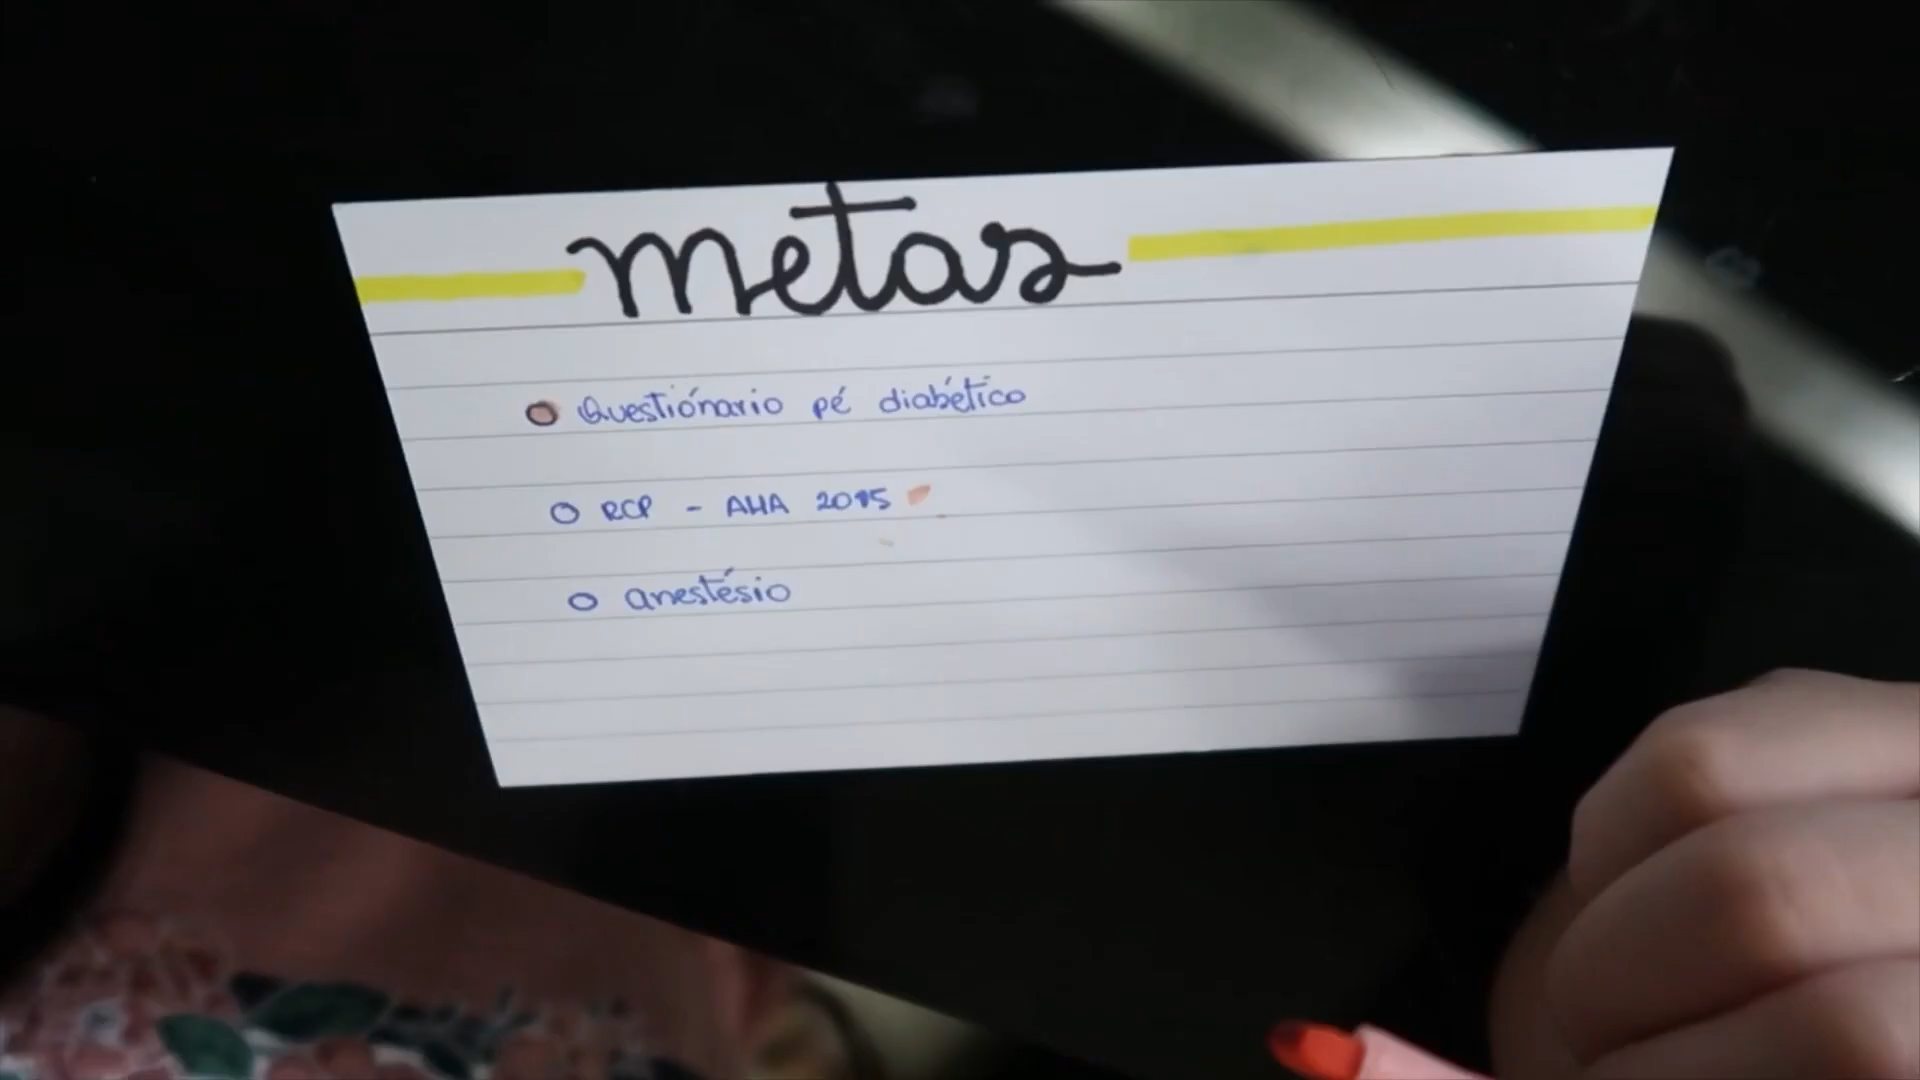 metas
Questiónario pé diabético
RCP - AHA 2015
anestésio